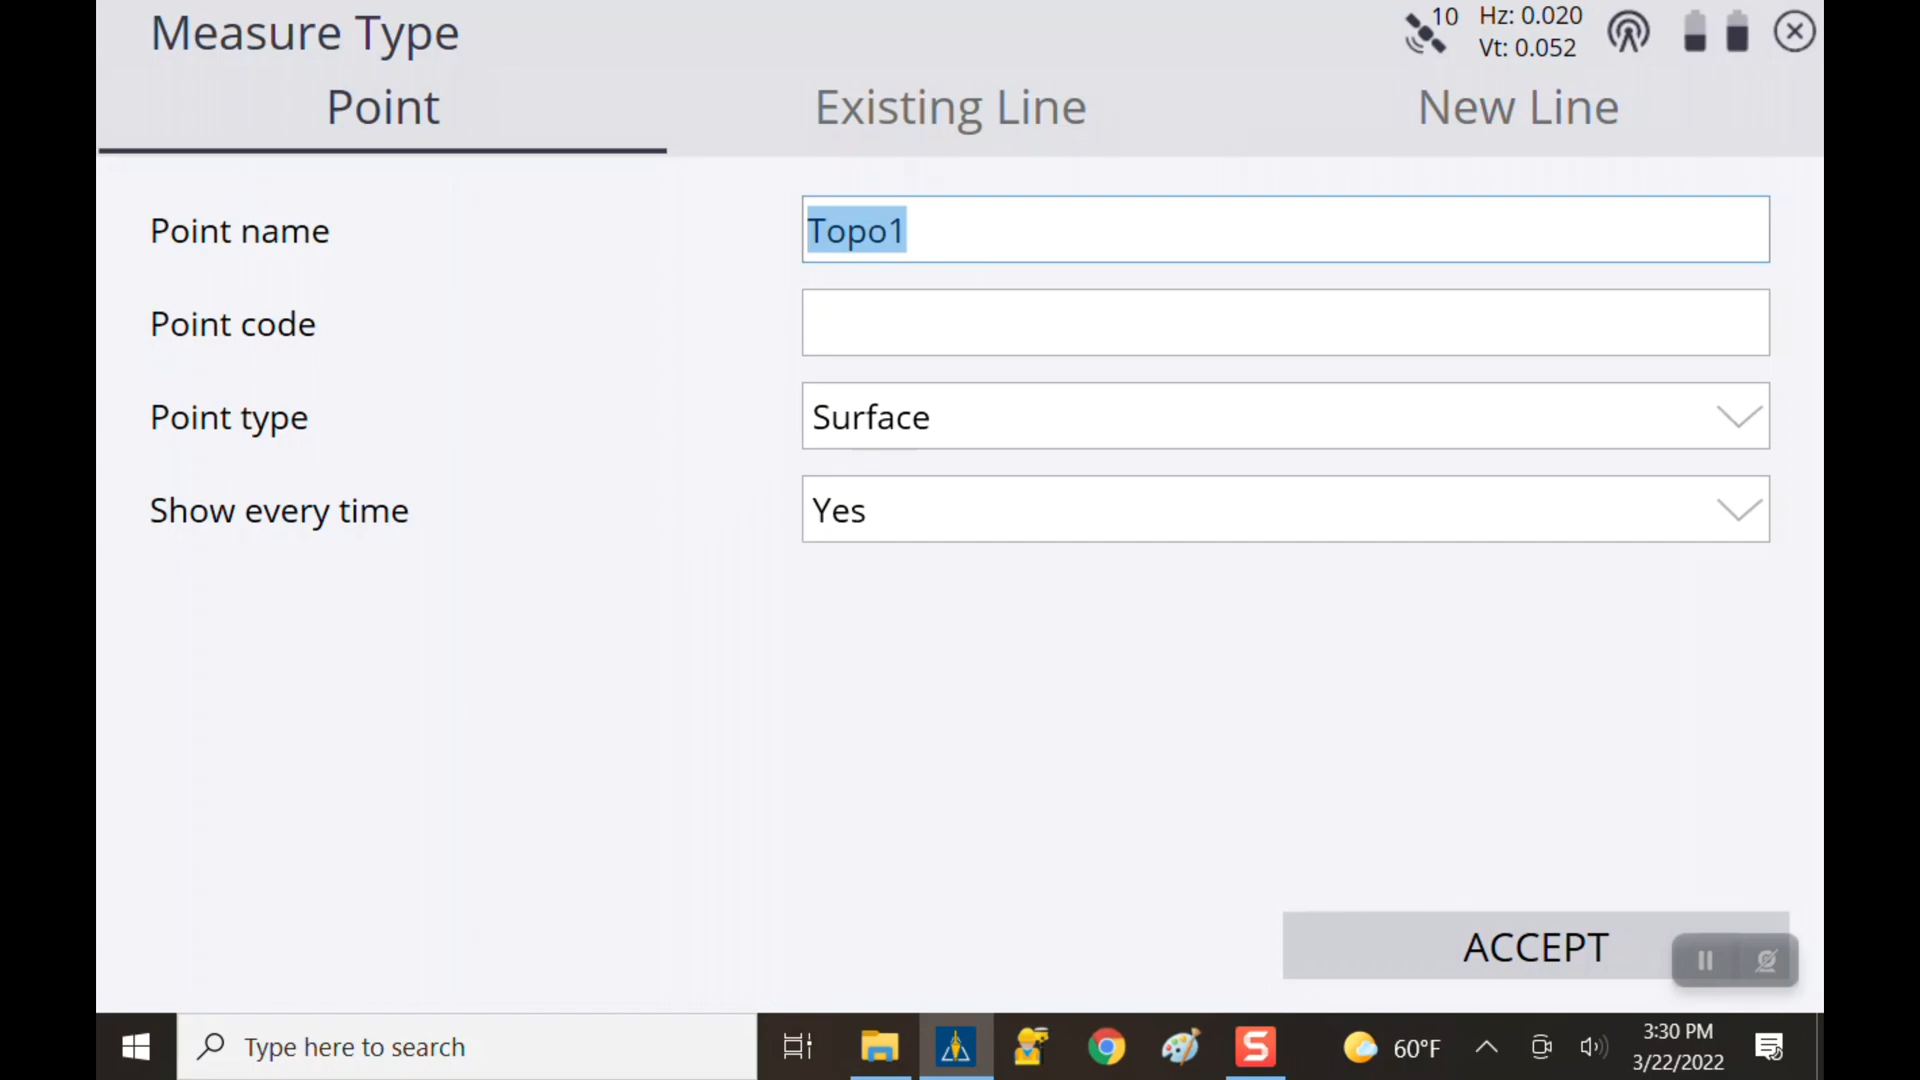 Measure Type
10
Hz: 0.020
Vt: 0.052
Point
Existing Line
New Line
Point name
Topo1
Point code
Point type
Surface
Show every time
Yes
ACCEPT
Type here to search
S
60°F
3:30 PM
3/22/2022